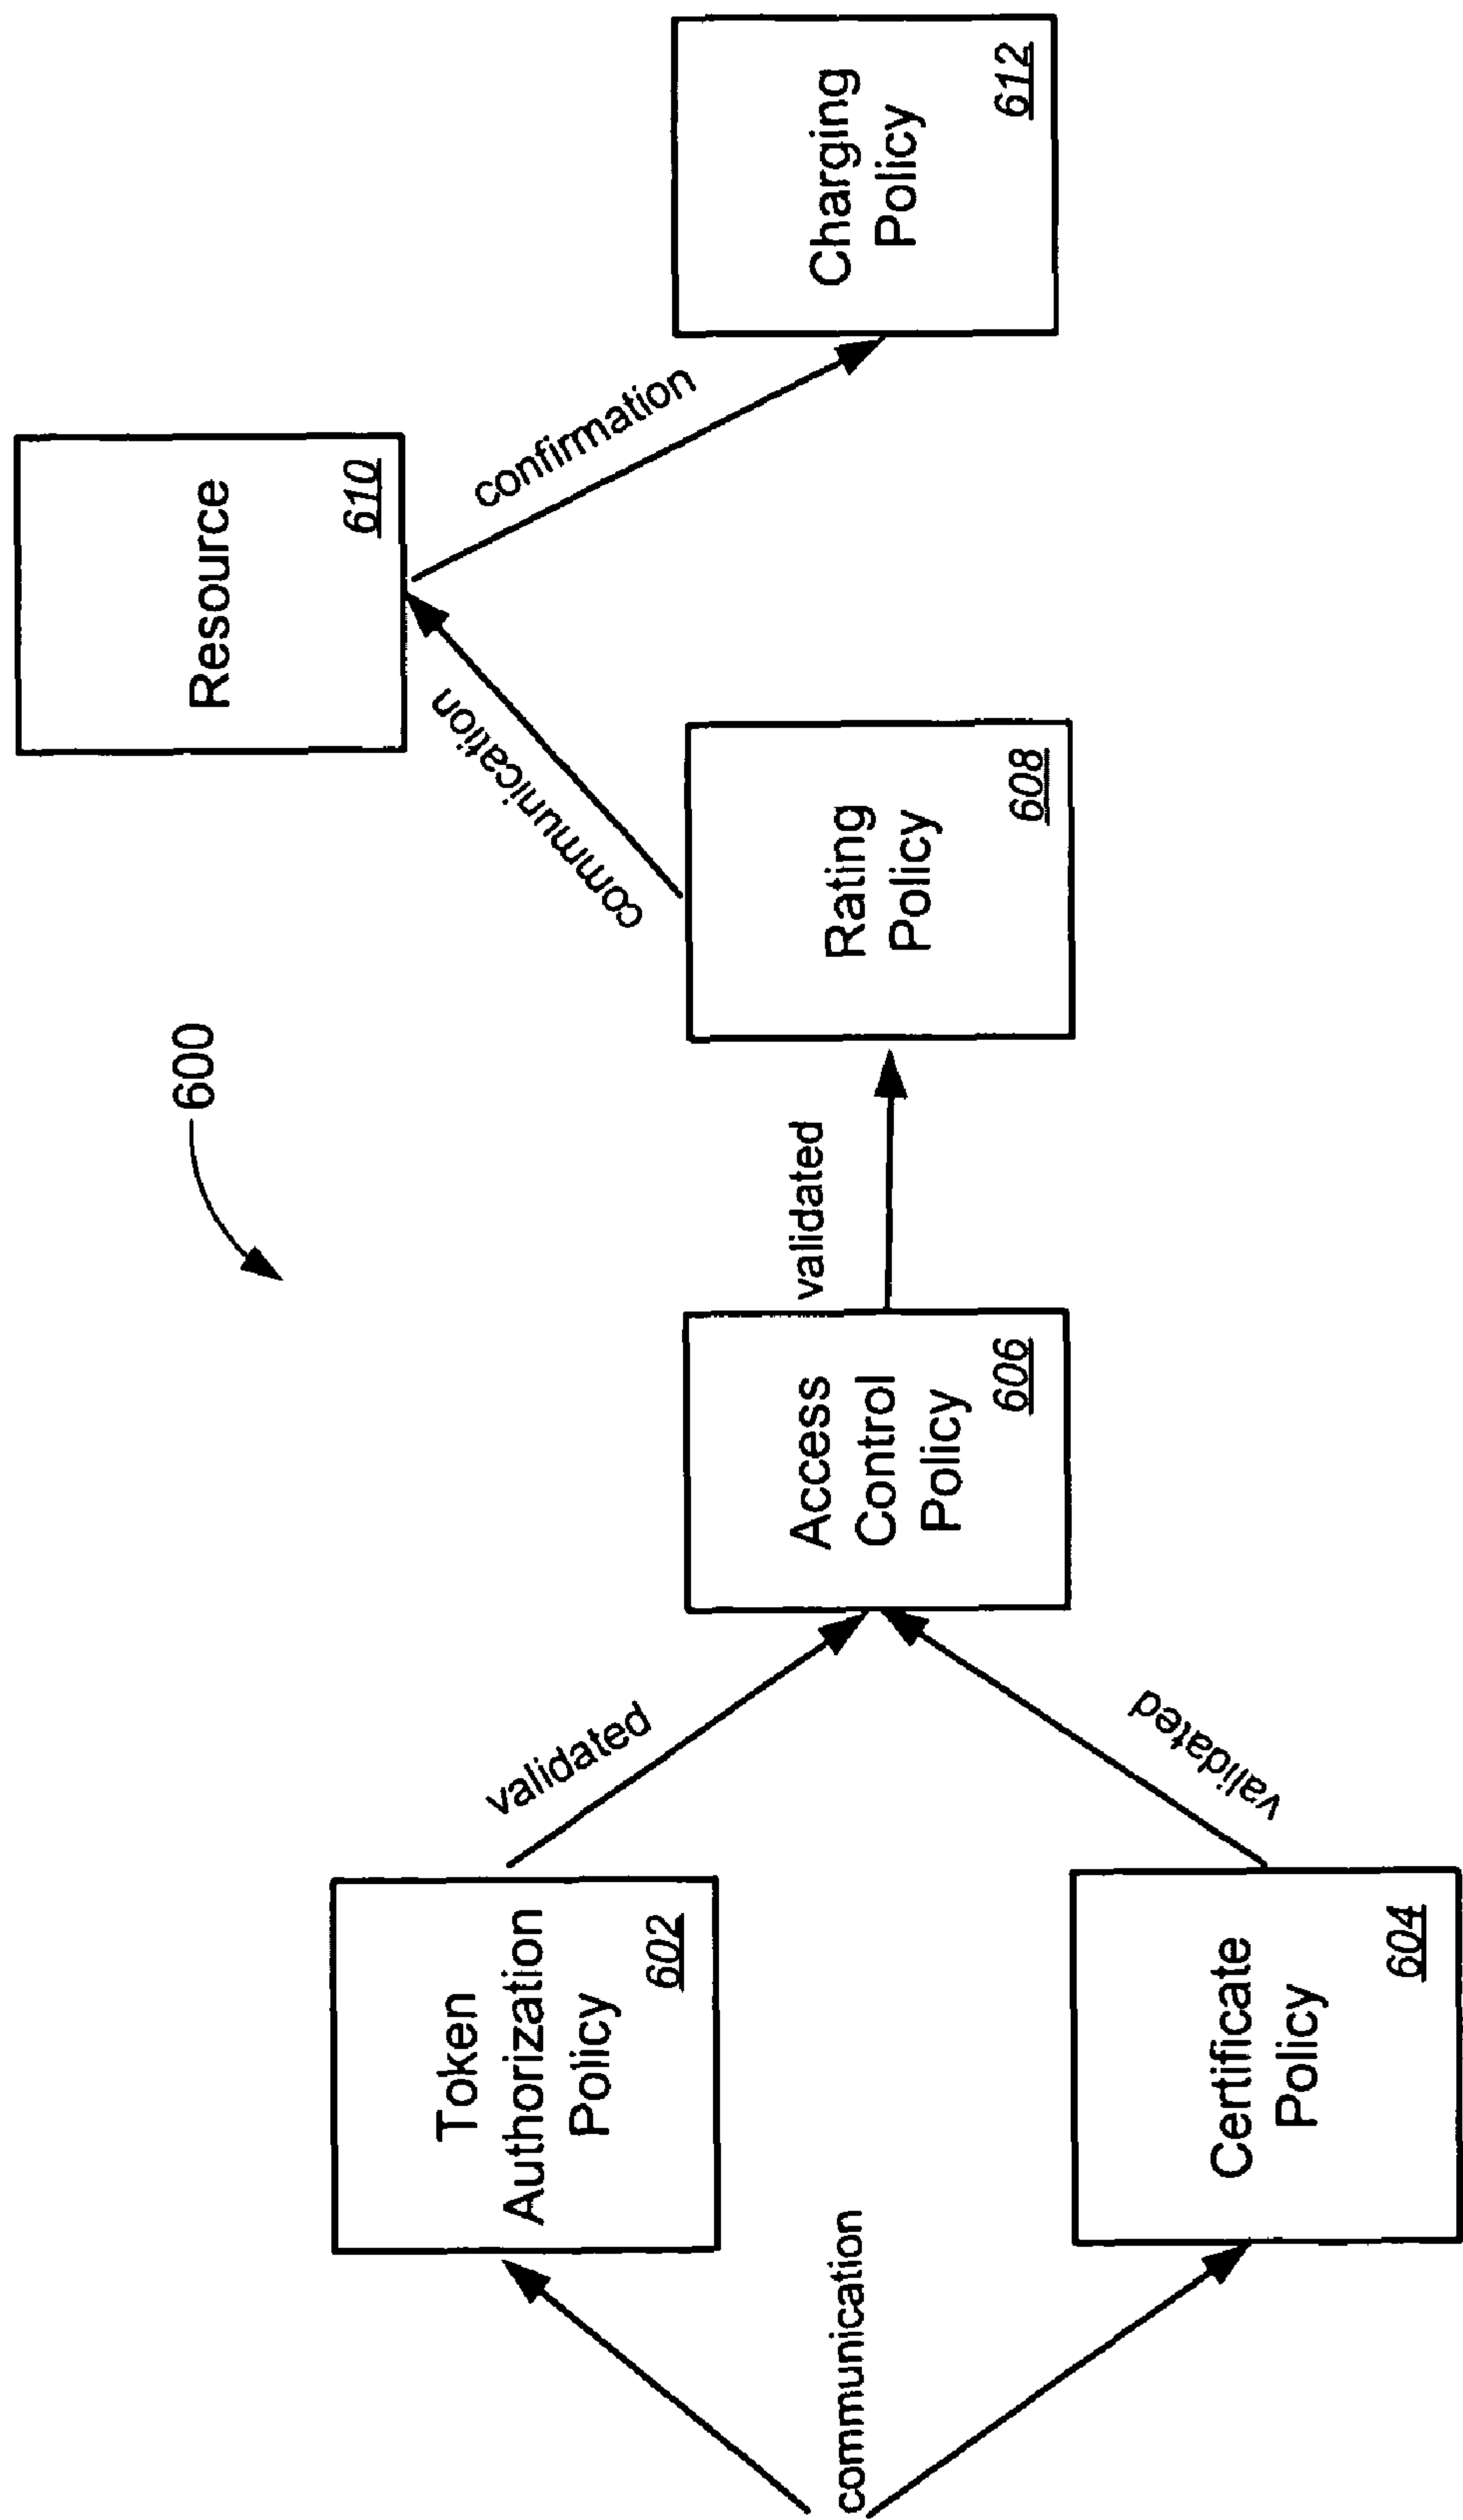 600
communication
Token
Authorization
Policy
602
Certificate
Policy
604
validated
validated
Access
Control
Policy
606
validated
Rating
Policy
608
communication
Resource
610
confirmation
Charging
Policy
612